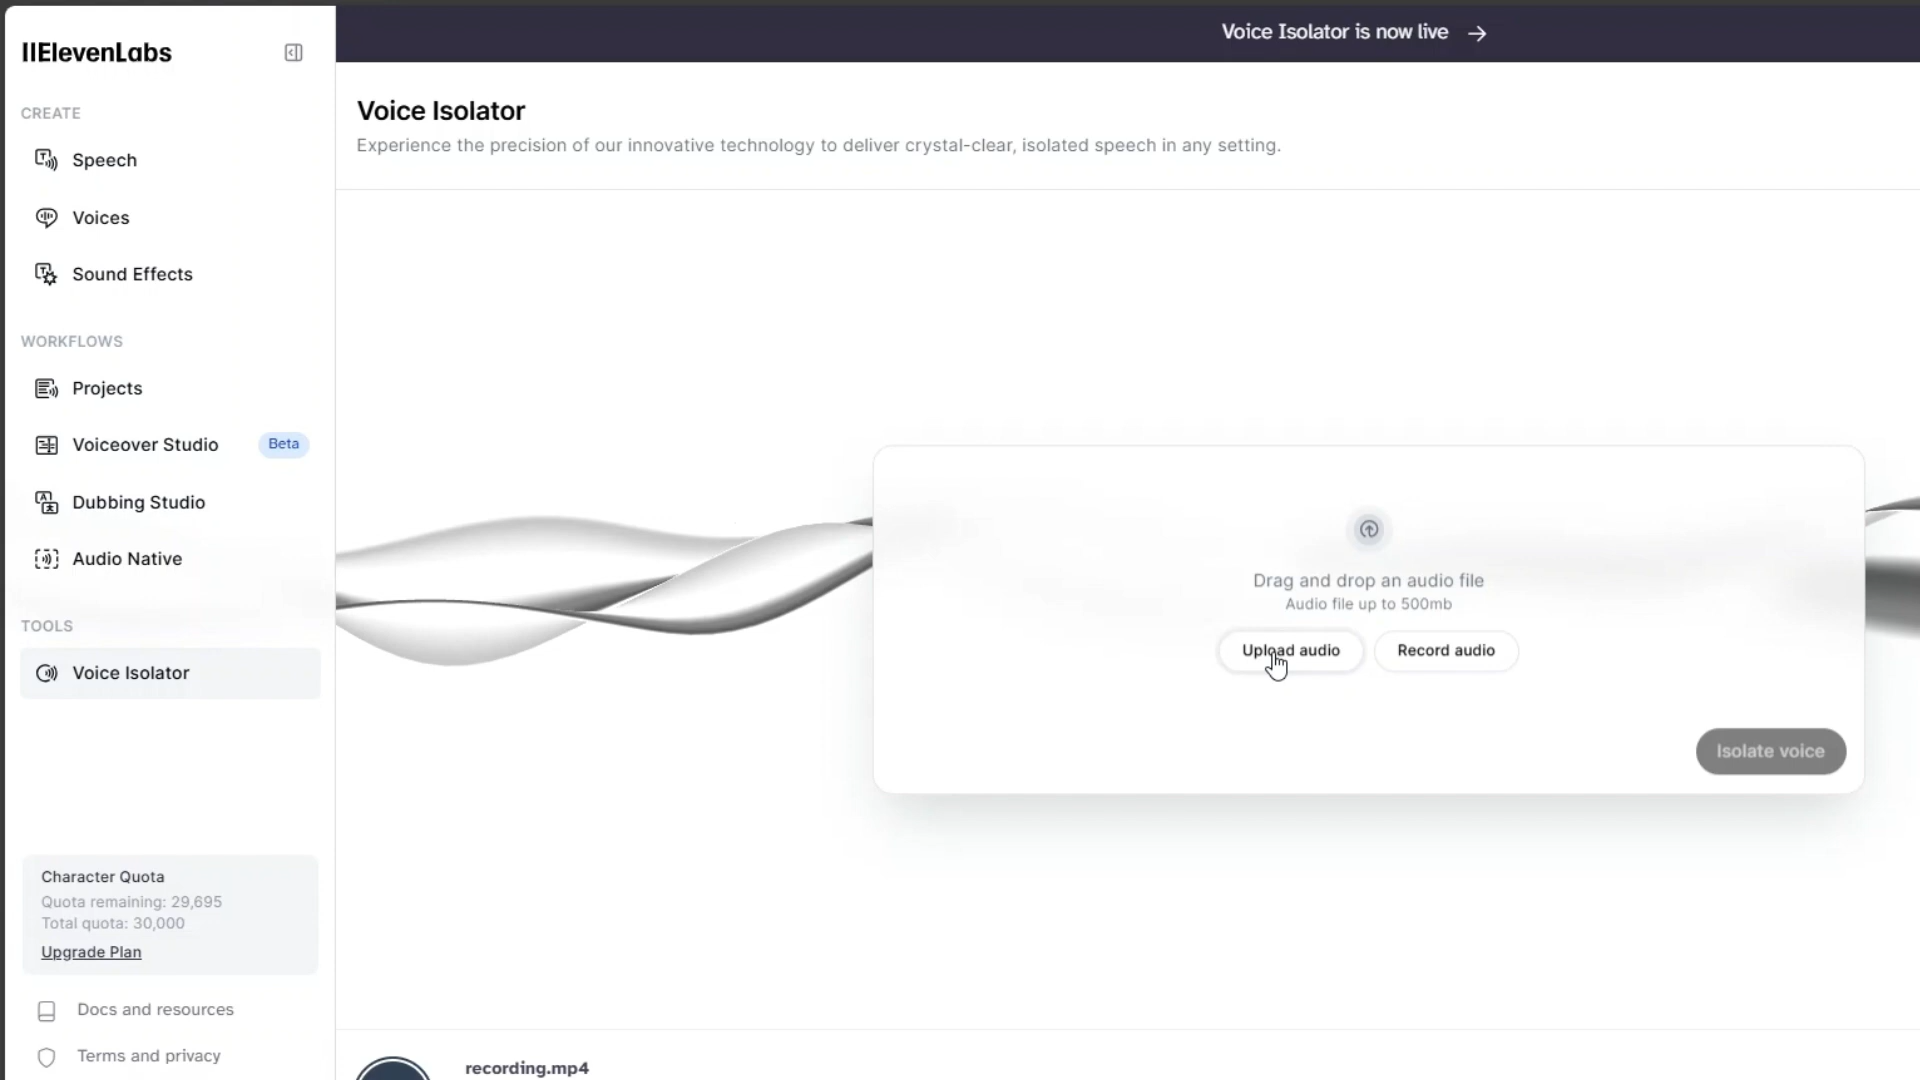 IIElevenLabs
CREATE
Speech
Voices
Sound Effects
WORKFLOWS
Projects
Voiceover Studio Beta
Dubbing Studio
Audio Native
TOOLS
Voice Isolator
Character Quota
Quota remaining: 29,695
Total quota: 30,000
Upgrade Plan
Docs and resources
Terms and privacy
Voice Isolator is now live →
Voice Isolator
Experience the precision of our innovative technology to deliver crystal-clear, isolated speech in any setting.
Drag and drop an audio file
Audio file up to 500mb
Upload audio Record audio
Isolate voice
recording.mp4